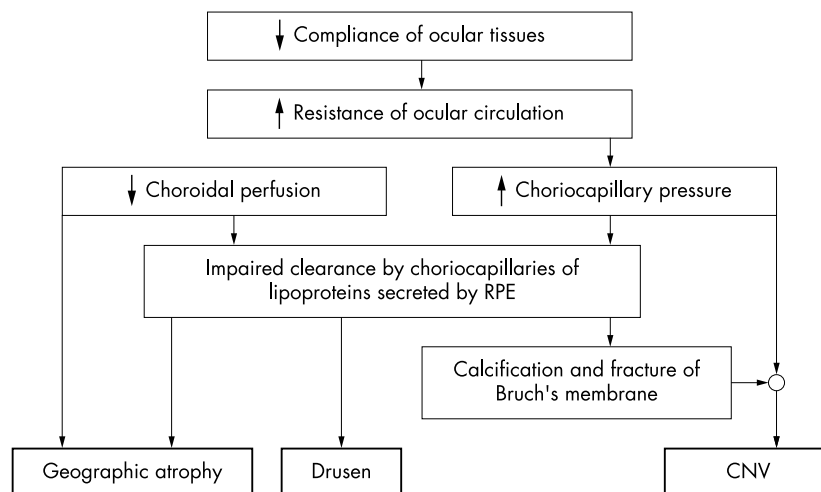 Compliance of ocular tissues
Resistance of ocular circulation
Choroidal perfusion
Choriocapillary pressure
Impaired clearance by choriocapillaries of
lipoproteins secreted by RPE
Calcification and fracture of
Bruch's membrane
Geographic atrophy
Drusen
CNV